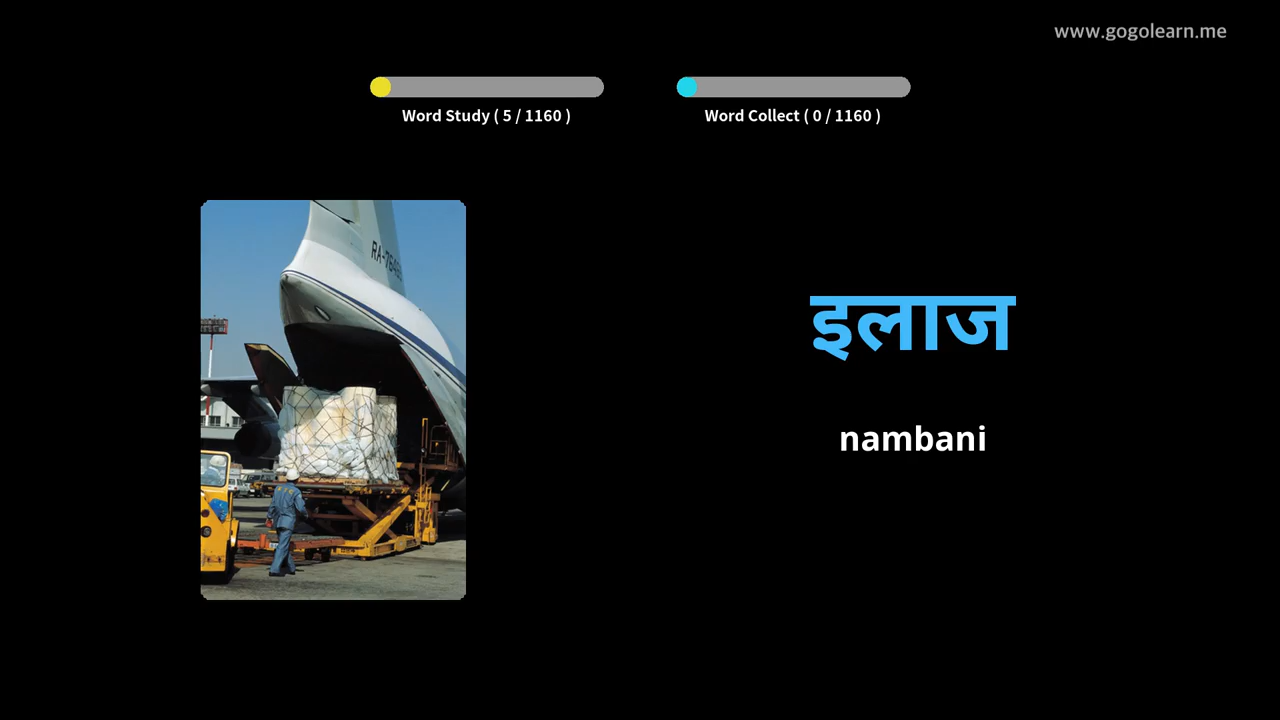 www.gogolearn.me
Word Study ( 5 / 1160 )
Word Collect ( 0 / 1160 )
इलाज
nambani